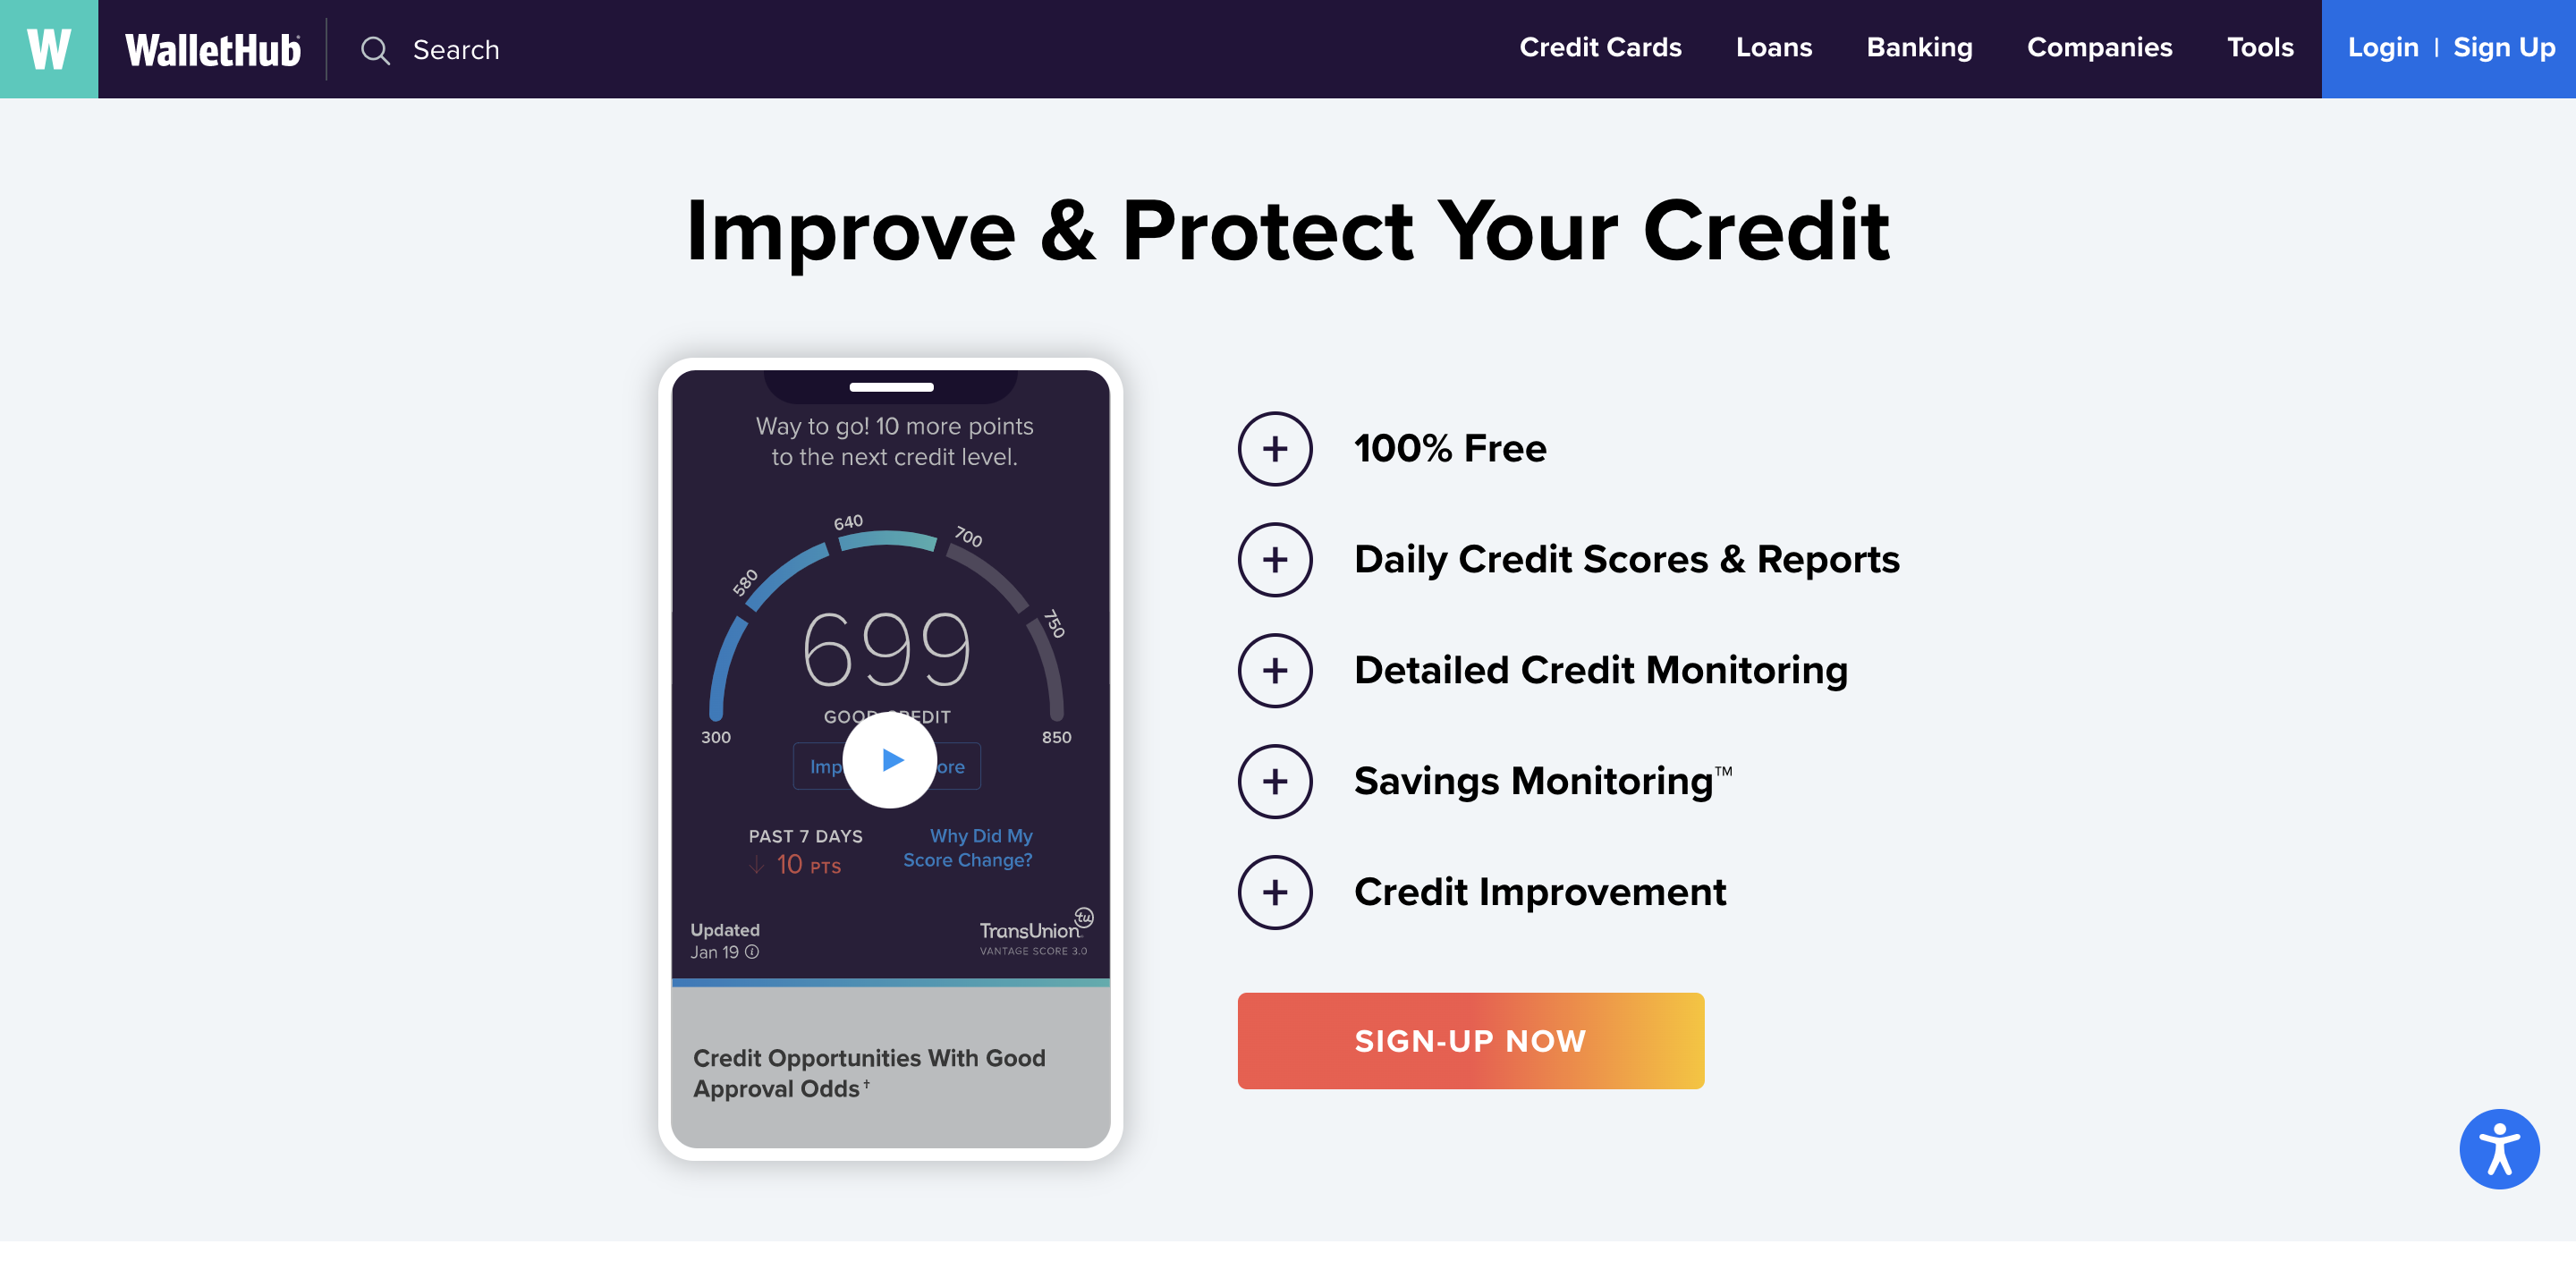 W WalletHub Search Credit Cards Loans Banking Companies Tools Login | Sign Up
Improve & Protect Your Credit
Way to go! 10 more points
to the next credit level.
640
700
580
750
699
GOOD CREDIT
300
850
Imp ore
PAST 7 DAYS
↓ 10 PTS
Why Did My
Score Change?
Updated
Jan 19 i
TransUnion tu
VANTAGE SCORE 3.0
Credit Opportunities With Good
Approval Odds †
+ 100% Free
+ Daily Credit Scores & Reports
+ Detailed Credit Monitoring
+ Savings Monitoring™
+ Credit Improvement
SIGN-UP NOW